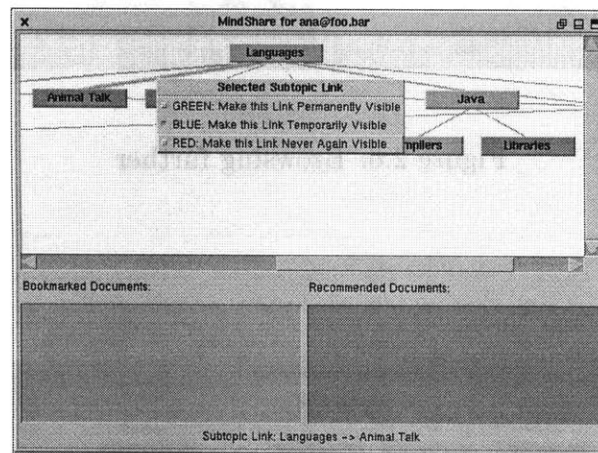 MindShare for ana@foo.bar
Languages
Animal Talk
Selected Subtopic Link
GREEN: Make this Link Permanently Visible
BLUE: Make this Link Temporarily Visible
RED: Make this Link Never Again Visible
Java
mpilers
Libraries
Bookmarked Documents:
Recommended Documents:
Subtopic Link: Languages -> Animal Talk